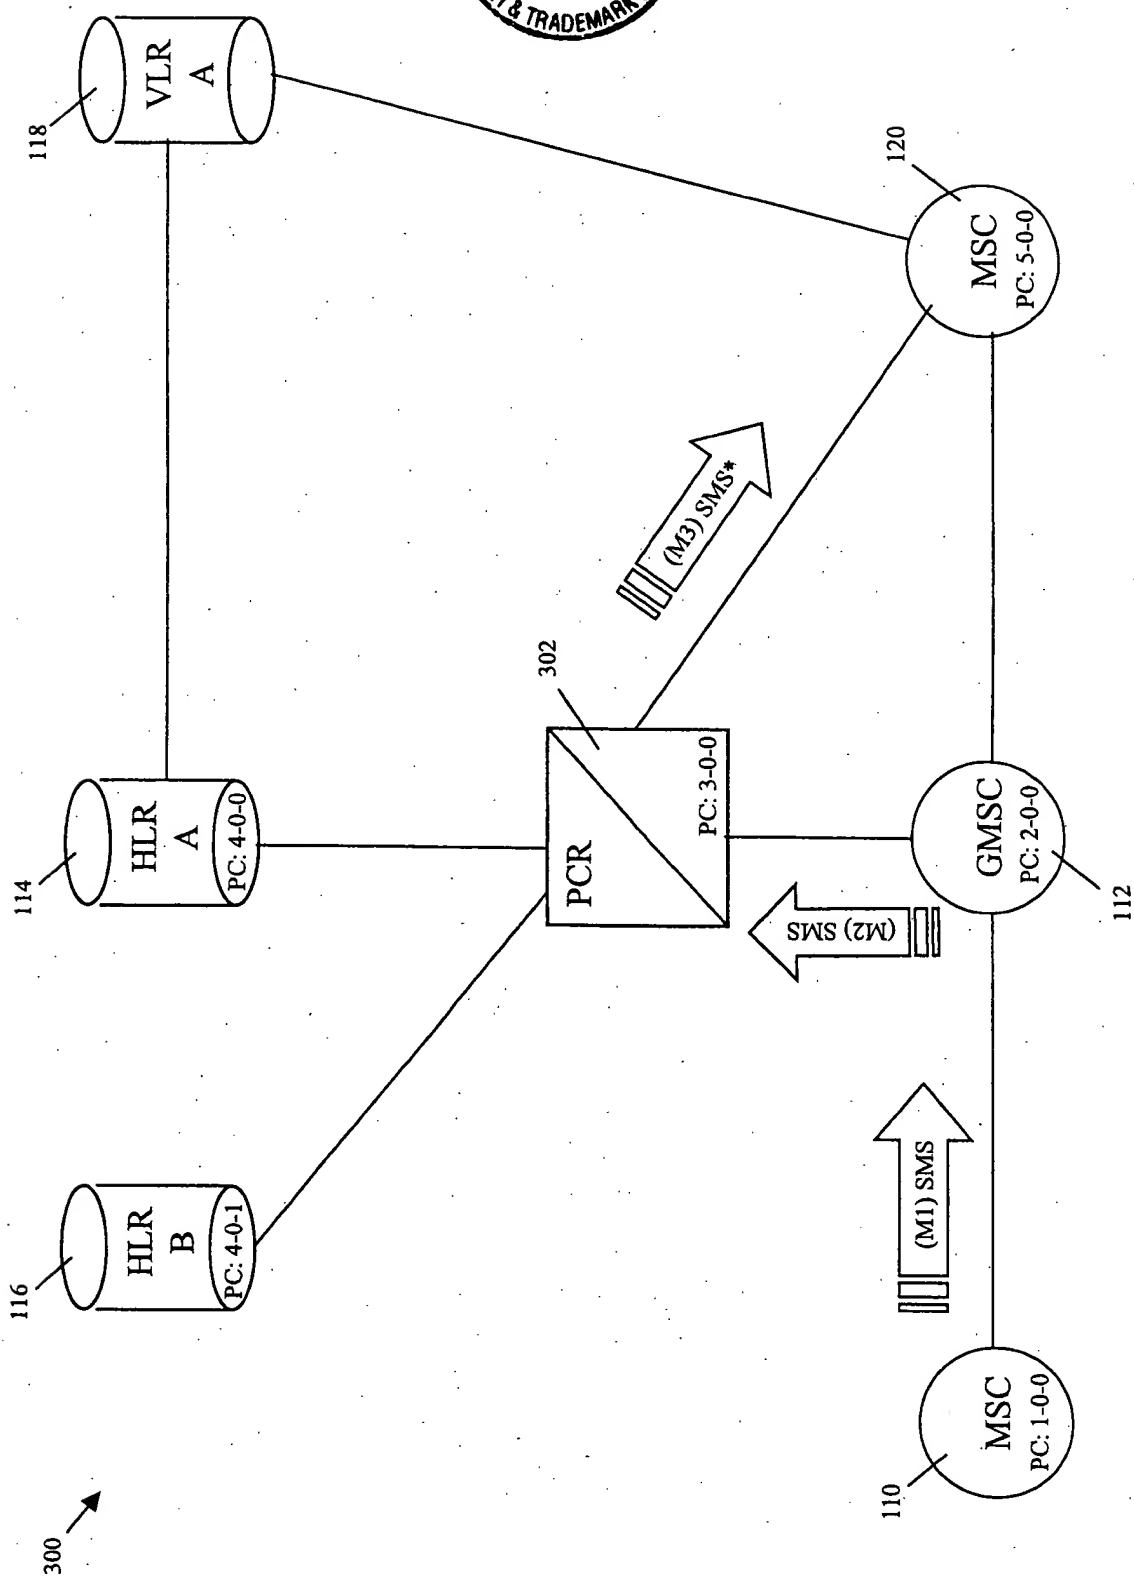 & TRADEMARK
300
116
HLR
B
PC: 4-0-1
114
HLR
A
PC: 4-0-0
118
VLR
A
PCR
PC: 3-0-0
302
(M3) SMS*
(M2) SMS
(M1) SMS
110
MSC
PC: 1-0-0
GMSC
PC: 2-0-0
112
120
MSC
PC: 5-0-0